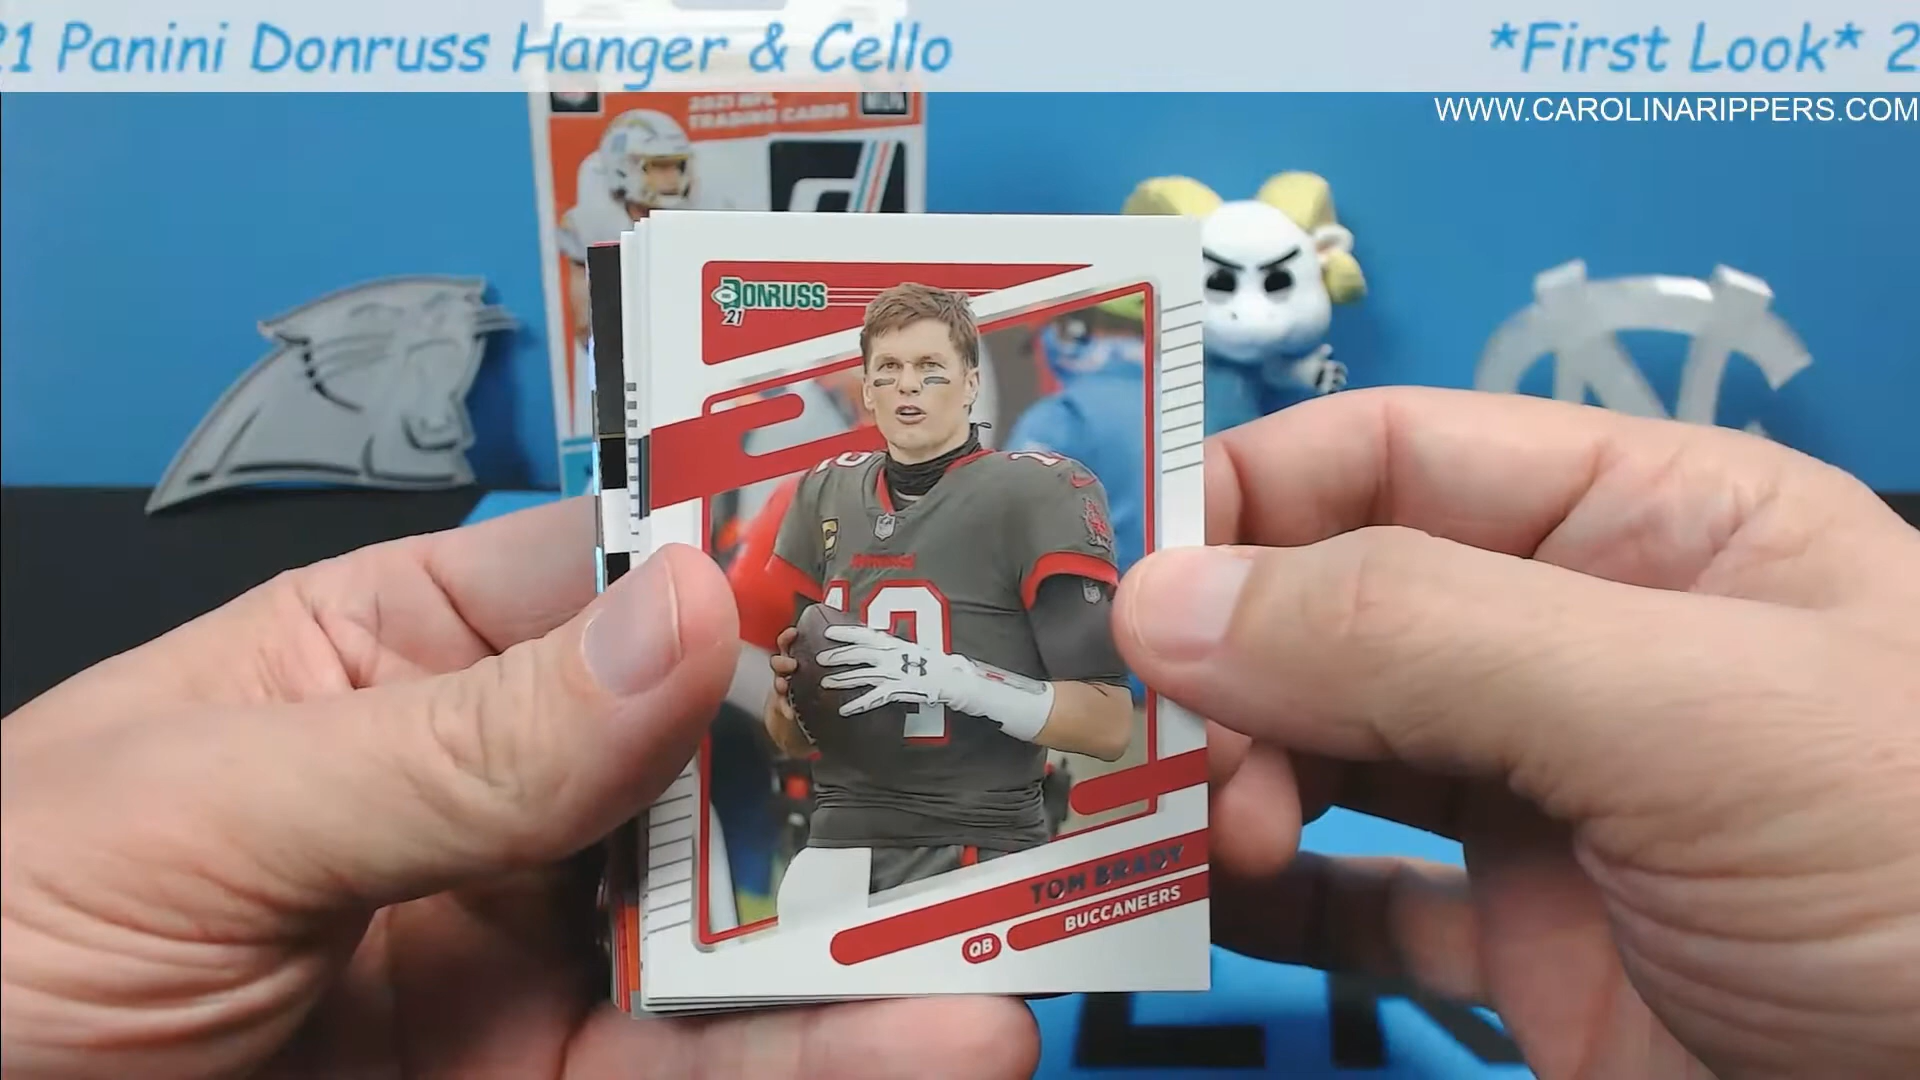 21 Panini Donruss Hanger & Cello
*First Look* 2
WWW.CAROLINARIPPERS.COM
2021 NFL
TRADING CARDS
DONRUSS
21
TOM BRADY
QB
BUCCANEERS